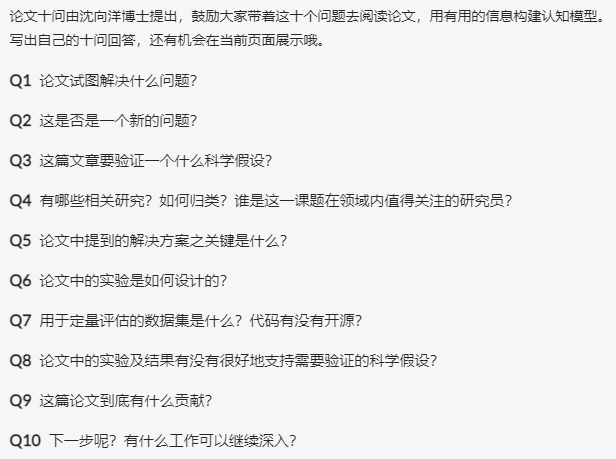 论文十问由沈向洋博士提出，鼓励大家带着这十个问题去阅读论文，用有用的信息构建认知模型。
写出自己的十问回答，还有机会在当前页面展示哦。
Q1 论文试图解决什么问题？
Q2 这是否是一个新的问题？
Q3 这篇文章要验证一个什么科学假设？
Q4 有哪些相关研究？如何归类？谁是这一课题在领域内值得关注的研究员？
Q5 论文中提到的解决方案之关键是什么？
Q6 论文中的实验是如何设计的？
Q7 用于定量评估的数据集是什么？代码有没有开源？
Q8 论文中的实验及结果有没有很好地支持需要验证的科学假设？
Q9 这篇论文到底有什么贡献？
Q10 下一步呢？有什么工作可以继续深入？